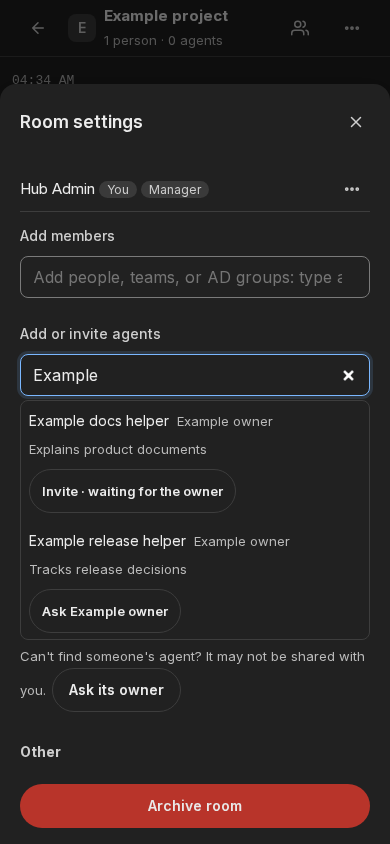 E
Example project
1 person · 0 agents
•••
04:34 AM
Room settings
Hub Admin You Manager
•••
Add members
Add people, teams, or AD groups: type a
Add or invite agents
Example
Example docs helper Example owner
Explains product documents
Invite · waiting for the owner
Example release helper Example owner
Tracks release decisions
Ask Example owner
Can't find someone's agent? It may not be shared with
you. Ask its owner
Other
Archive room